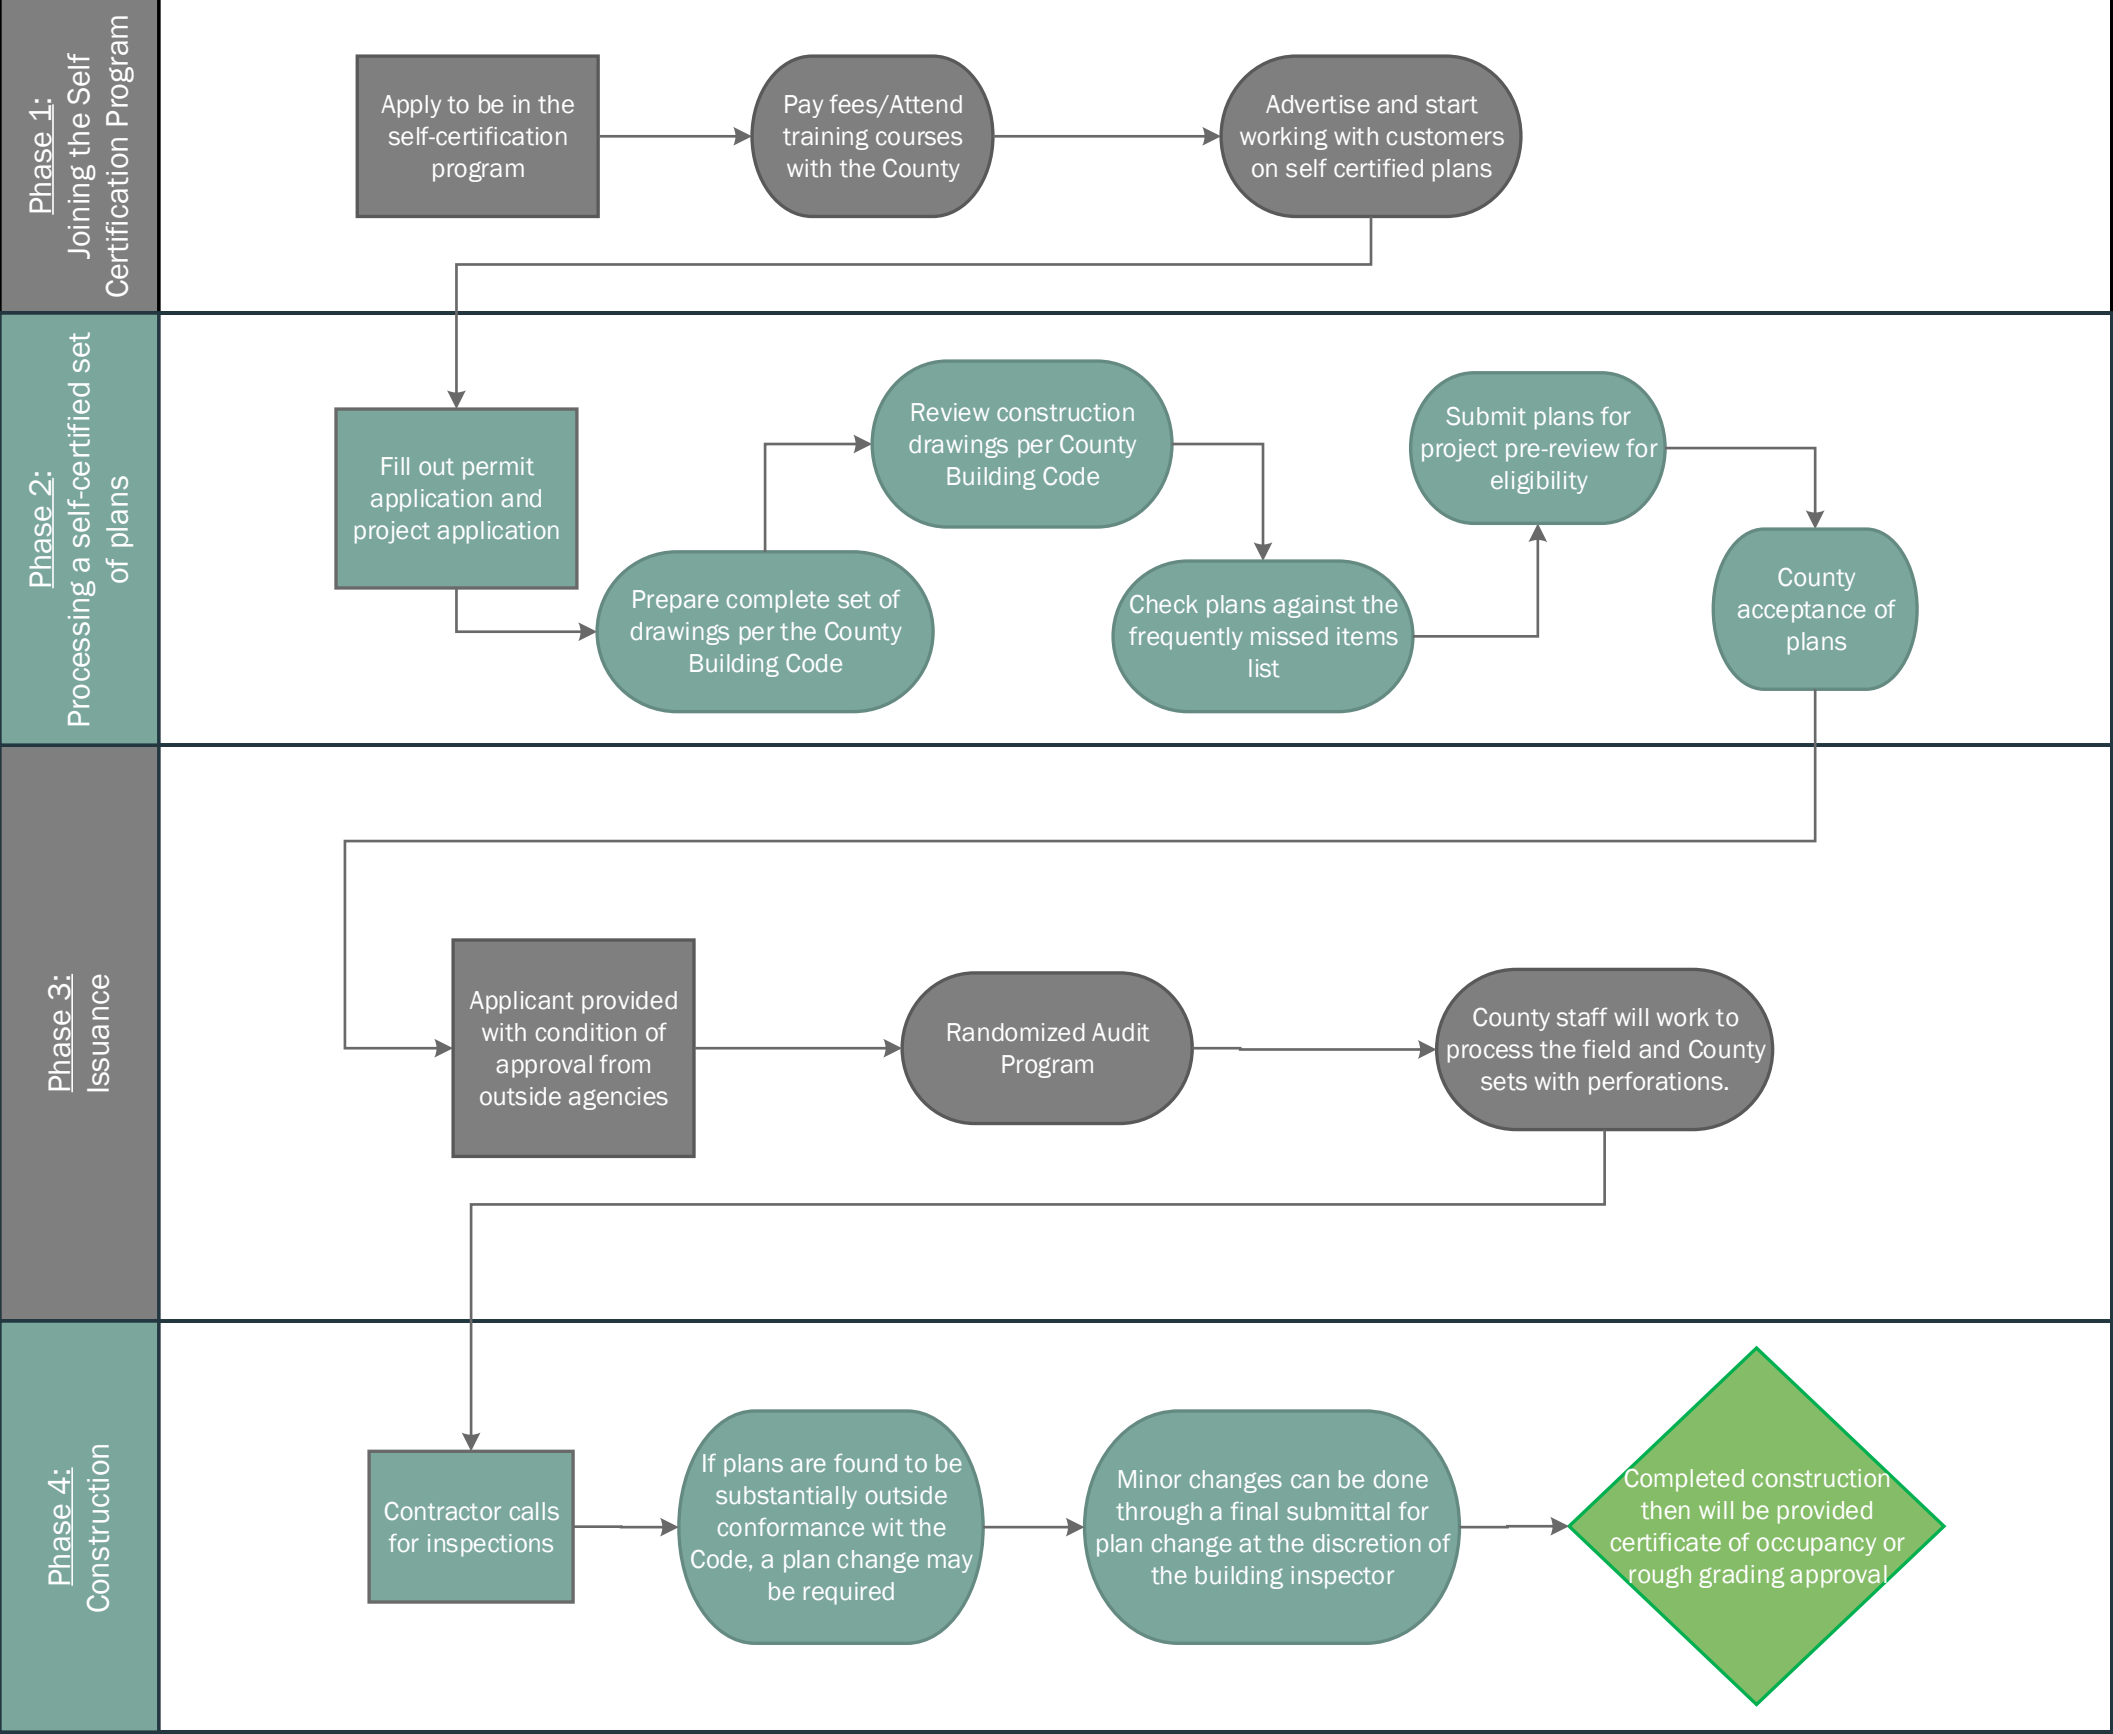 Phase 1:
Joining the Self
Certification Program
Apply to be in the
self-certification
program
Pay fees/Attend
training courses
with the County
Advertise and start
working with customers
on self certified plans
Phase 2:
Processing a self-certified set
of plans
Fill out permit
application and
project application
Prepare complete set of
drawings per the County
Building Code
Review construction
drawings per County
Building Code
Check plans against the
frequently missed items
list
Submit plans for
project pre-review for
eligibility
County
acceptance of
plans
Phase 3:
Issuance
Applicant provided
with condition of
approval from
outside agencies
Randomized Audit
Program
County staff will work to
process the field and County
sets with perforations.
Phase 4:
Construction
Contractor calls
for inspections
If plans are found to be
substantially outside
conformance wit the
Code, a plan change may
be required
Minor changes can be done
through a final submittal for
plan change at the discretion of
the building inspector
Completed construction
then will be provided
certificate of occupancy or
rough grading approval